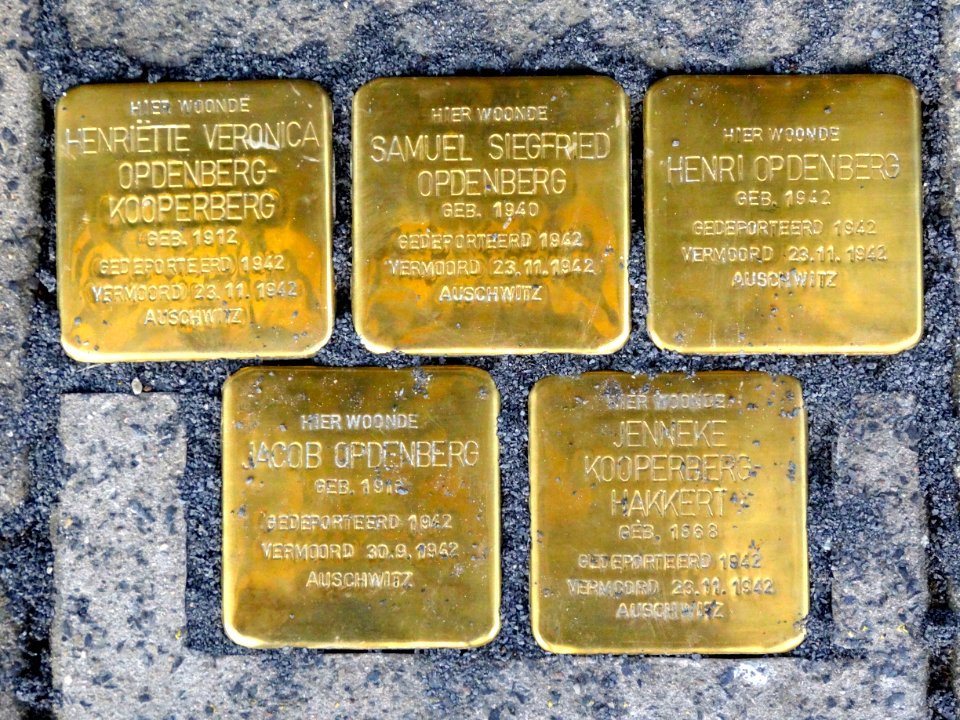 HIER WOONDE
HENRIËTTE VERONICA
OPDENBERG-
KOOPERBERG
GEB. 1912
GEDEPORTEERD 1942
VERMOORD 23.11.1942
AUSCHWITZ
HIER WOONDE
SAMUEL SIEGFRIED
OPDENBERG
GEB. 1940
GEDEPORTEERD 1942
VERMOORD 23.11.1942
AUSCHWITZ
HIER WOONDE
HENRI OPDENBERG
GEB. 1942
GEDEPORTEERD 1942
VERMOORD 23.11.1942
AUSCHWITZ
HIER WOONDE
JACOB OPDENBERG
GEB.
GEDEPORTEERD 1942
VERMOORD 30.9.1942
AUSCHWITZ
HIER WOONDE
JENNEKE
KOOPERBERG-
HAKKERT
GEB. 1868
GEDEPORTEERD 1942
VERMOORD 23.11.1942
AUSCHWITZ